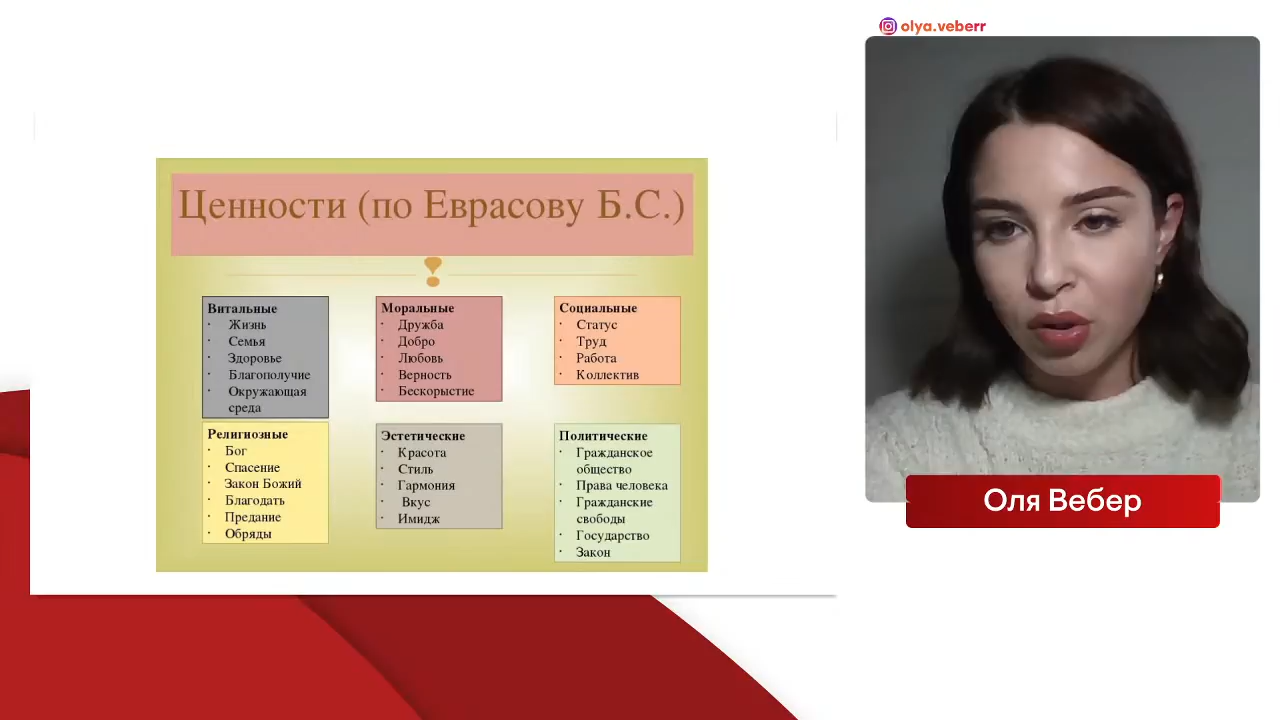 olya.veberr
Ценности (по Еврасову Б.С.)
Витальные
· Жизнь
· Семья
· Здоровье
· Благополучие
· Окружающая
среда
Моральные
· Дружба
· Добро
· Любовь
· Верность
· Бескорыстие
Социальные
· Статус
· Труд
· Работа
· Коллектив
Религиозные
· Бог
· Спасение
· Закон Божий
· Благодать
· Предание
· Обряды
Эстетические
· Красота
· Стиль
· Гармония
· Вкус
· Имидж
Политические
· Гражданское
общество
· Права человека
· Гражданские
свободы
· Государство
· Закон
Оля Вебер